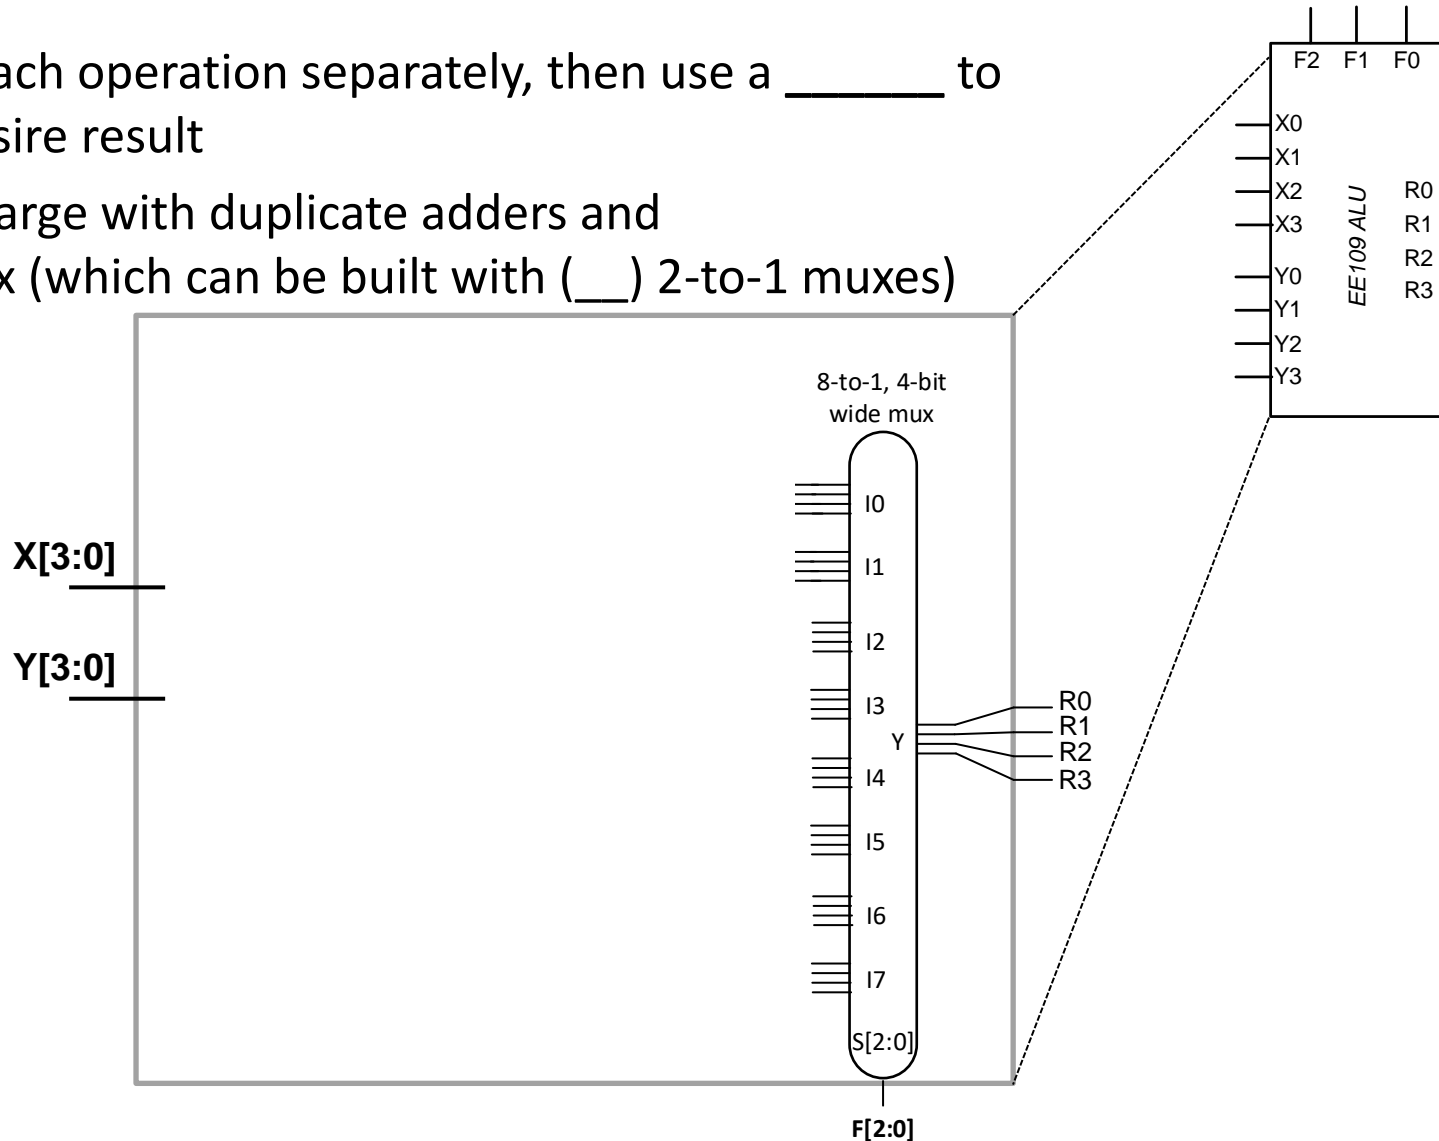 ach operation separately, then use a ______ to
sire result
arge with duplicate adders and
x (which can be built with (__) 2-to-1 muxes)
F2 F1 F0
X0
X1
X2
X3
Y0
Y1
Y2
Y3
EE109 ALU
R0
R1
R2
R3
8-to-1, 4-bit
wide mux
I0
I1
I2
I3
I4
I5
I6
I7
Y
S[2:0]
X[3:0]
Y[3:0]
R0
R1
R2
R3
F[2:0]